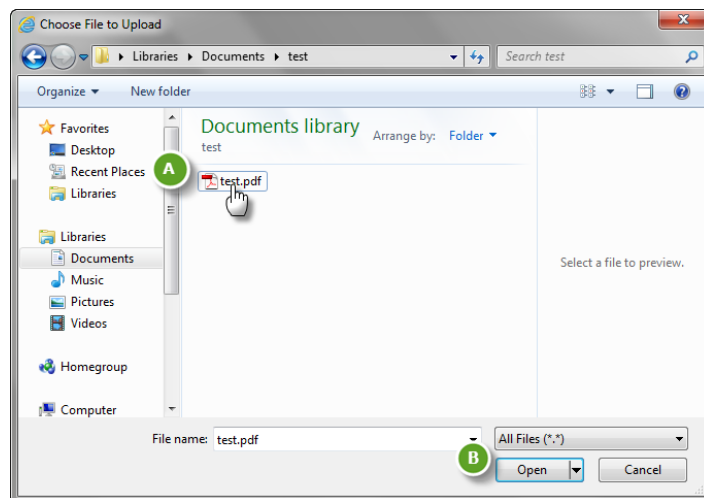 Choose File to Upload
Libraries Documents test
Search test
Organize New folder
Favorites
Desktop
Recent Places
Libraries
Libraries
Documents
Music
Pictures
Videos
Homegroup
Computer
Documents library
test
Arrange by: Folder
A
test.pdf
Select a file to preview.
File name: test.pdf
All Files (*.*)
B
Open Cancel